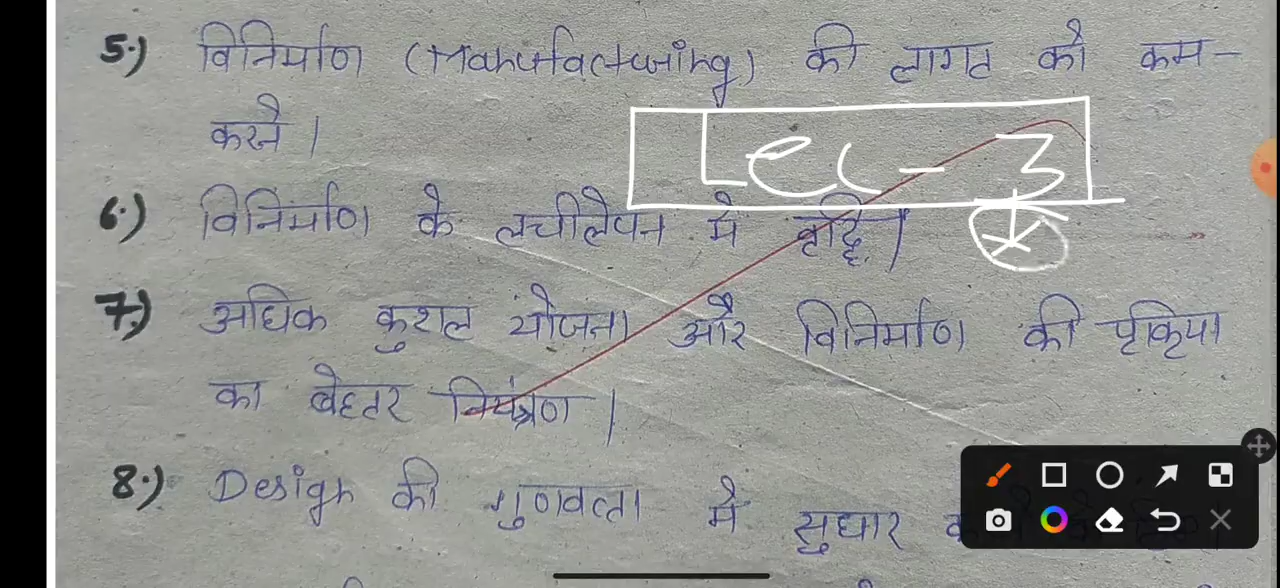 5.) विनिर्माण (Manufacturing) की लागत को कम-
करने।
Lec-3
6.) विनिर्माण के लचीलेपन मे वृद्दि।
7.) अधिक कुशल योजना और विनिर्माण की प्रकिया
का बेहतर नियंत्रण।
8.) Design की गुणवत्ता मे सुधार